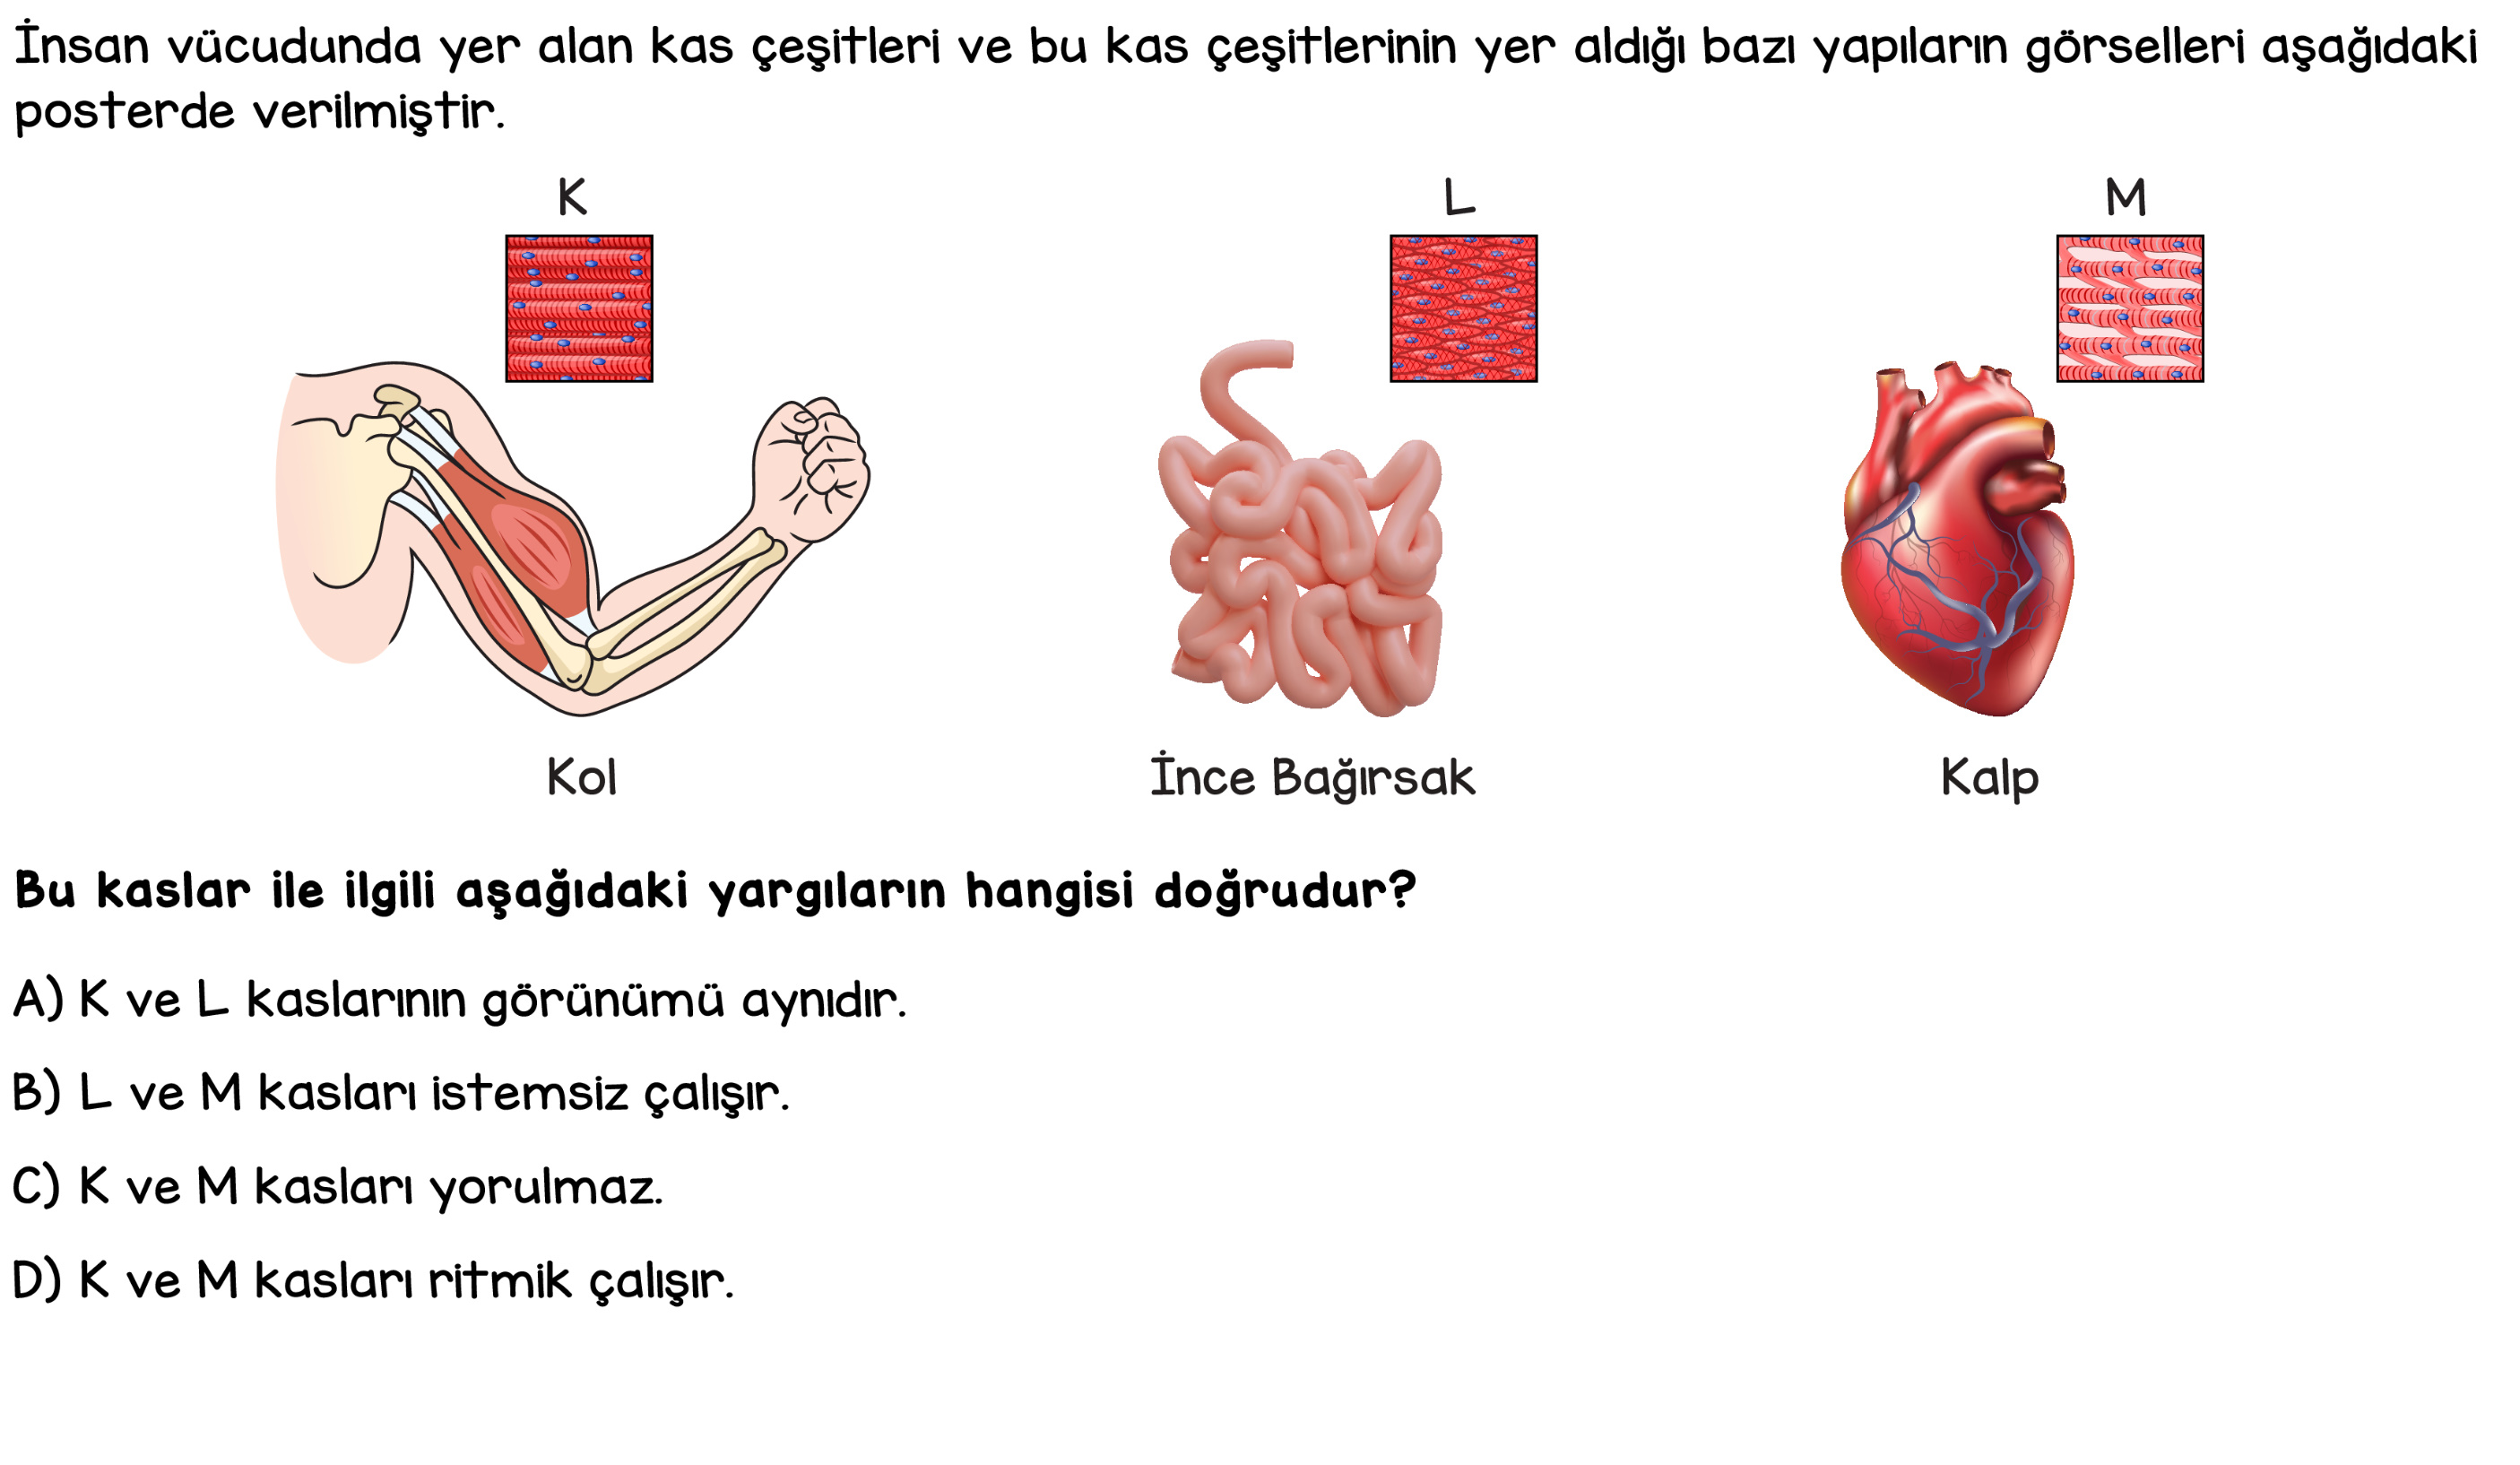 İnsan vücudunda yer alan kas çeşitleri ve bu kas çeşitlerinin yer aldığı bazı yapıların görselleri aşağıdaki
posterde verilmiştir.
K
L
M
Kol
İnce Bağırsak
Kalp
Bu kaslar ile ilgili aşağıdaki yargıların hangisi doğrudur?
A) K ve L kaslarının görünümü aynıdır.
B) L ve M kasları istemsiz çalışır.
C) K ve M kasları yorulmaz.
D) K ve M kasları ritmik çalışır.